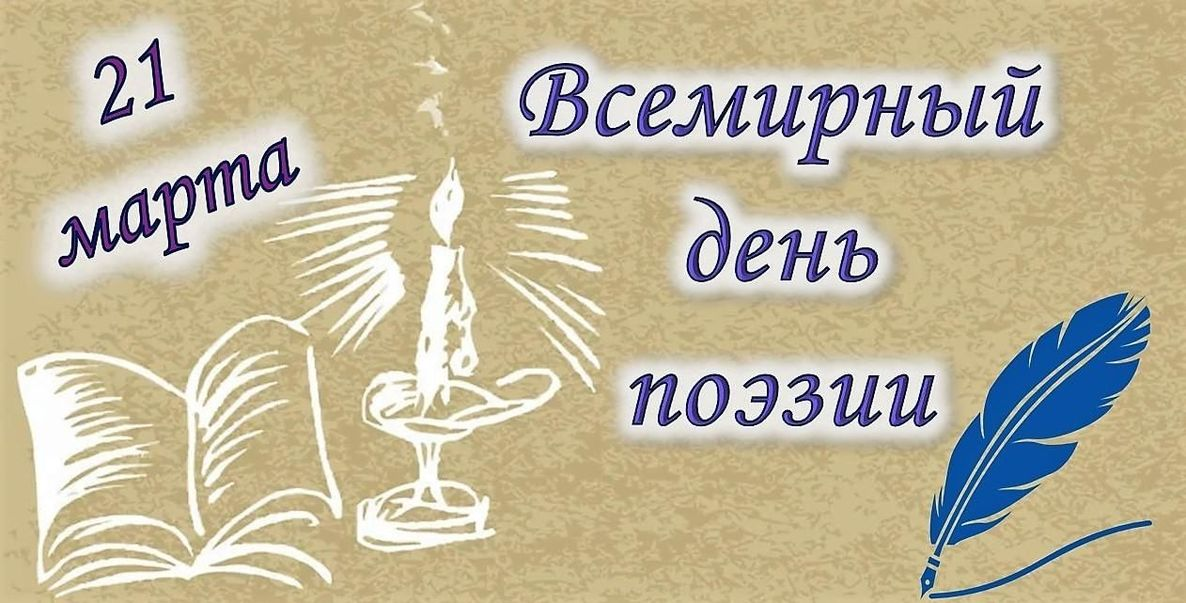 21
марта
Всемирный
день
поэзии